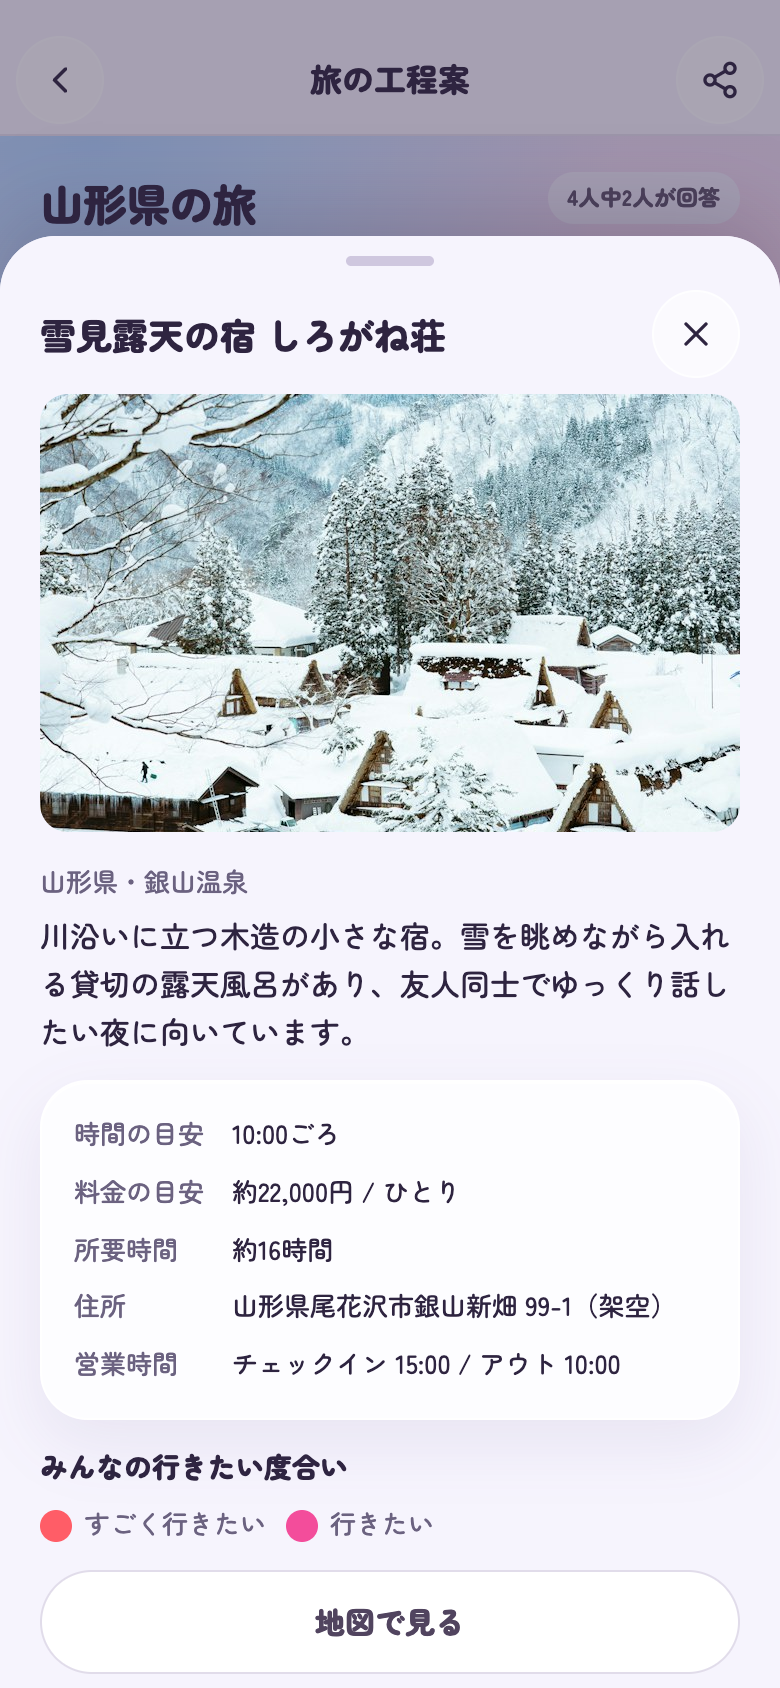 旅の工程案
山形県の旅
4人中2人が回答
雪見露天の宿 しろがね荘
山形県・銀山温泉
川沿いに立つ木造の小さな宿。雪を眺めながら入れ
る貸切の露天風呂があり、友人同士でゆっくり話し
たい夜に向いています。
時間の目安 10:00ごろ
料金の目安 約22,000円 / ひとり
所要時間 約16時間
住所 山形県尾花沢市銀山新畑 99-1（架空）
営業時間 チェックイン 15:00 / アウト 10:00
みんなの行きたい度合い
すごく行きたい 行きたい
地図で見る